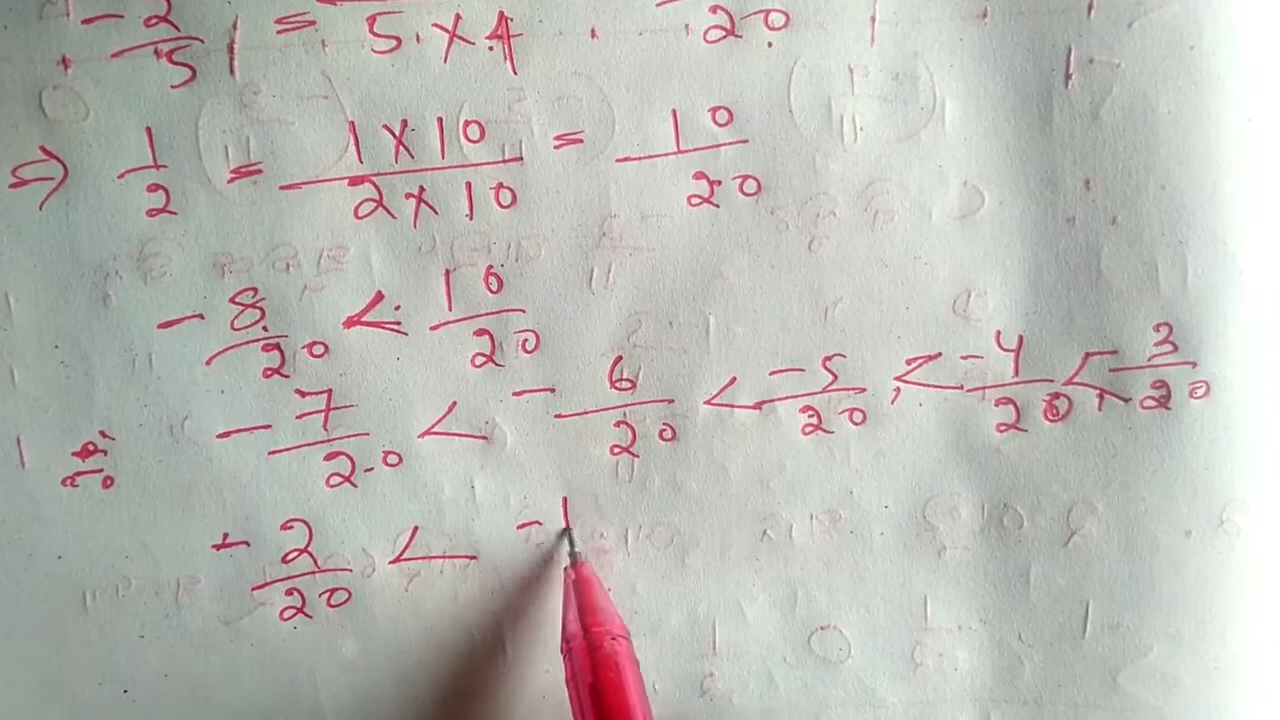 -2/5 = /5×4 /20
⇒ 1/2 = 1×10/2×10 = 10/20
-8/20 < 10/20
-7/20 < -6/20 < -5/20 < -4/20 < 3/20
-2/20 < -1